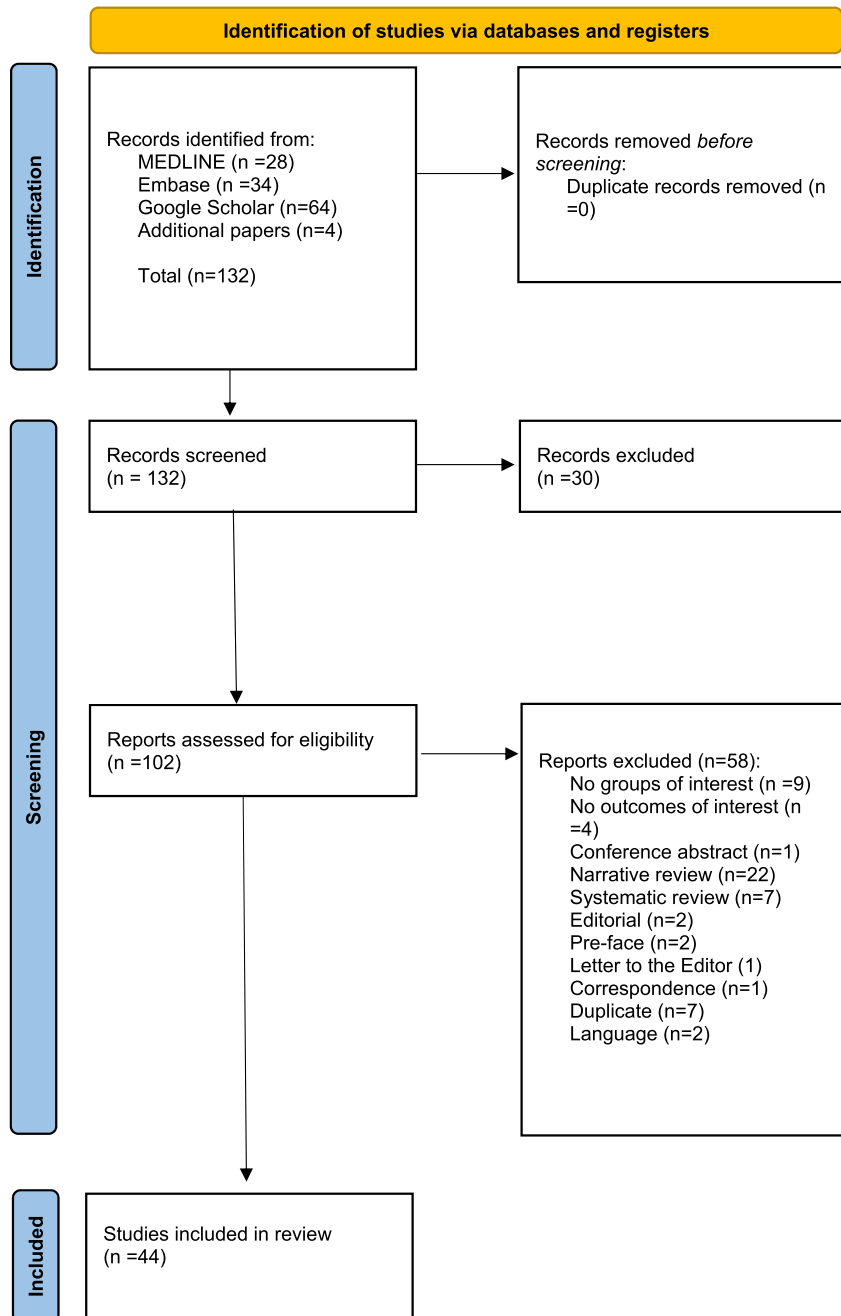 Identification of studies via databases and registers
Identification
Records identified from:
MEDLINE (n =28)
Embase (n =34)
Google Scholar (n=64)
Additional papers (n=4)
Total (n=132)
Records removed before
screening:
Duplicate records removed (n
=0)
Screening
Records screened
(n = 132)
Records excluded
(n =30)
Reports assessed for eligibility
(n =102)
Reports excluded (n=58):
No groups of interest (n =9)
No outcomes of interest (n
=4)
Conference abstract (n=1)
Narrative review (n=22)
Systematic review (n=7)
Editorial (n=2)
Pre-face (n=2)
Letter to the Editor (1)
Correspondence (n=1)
Duplicate (n=7)
Language (n=2)
Included
Studies included in review
(n =44)